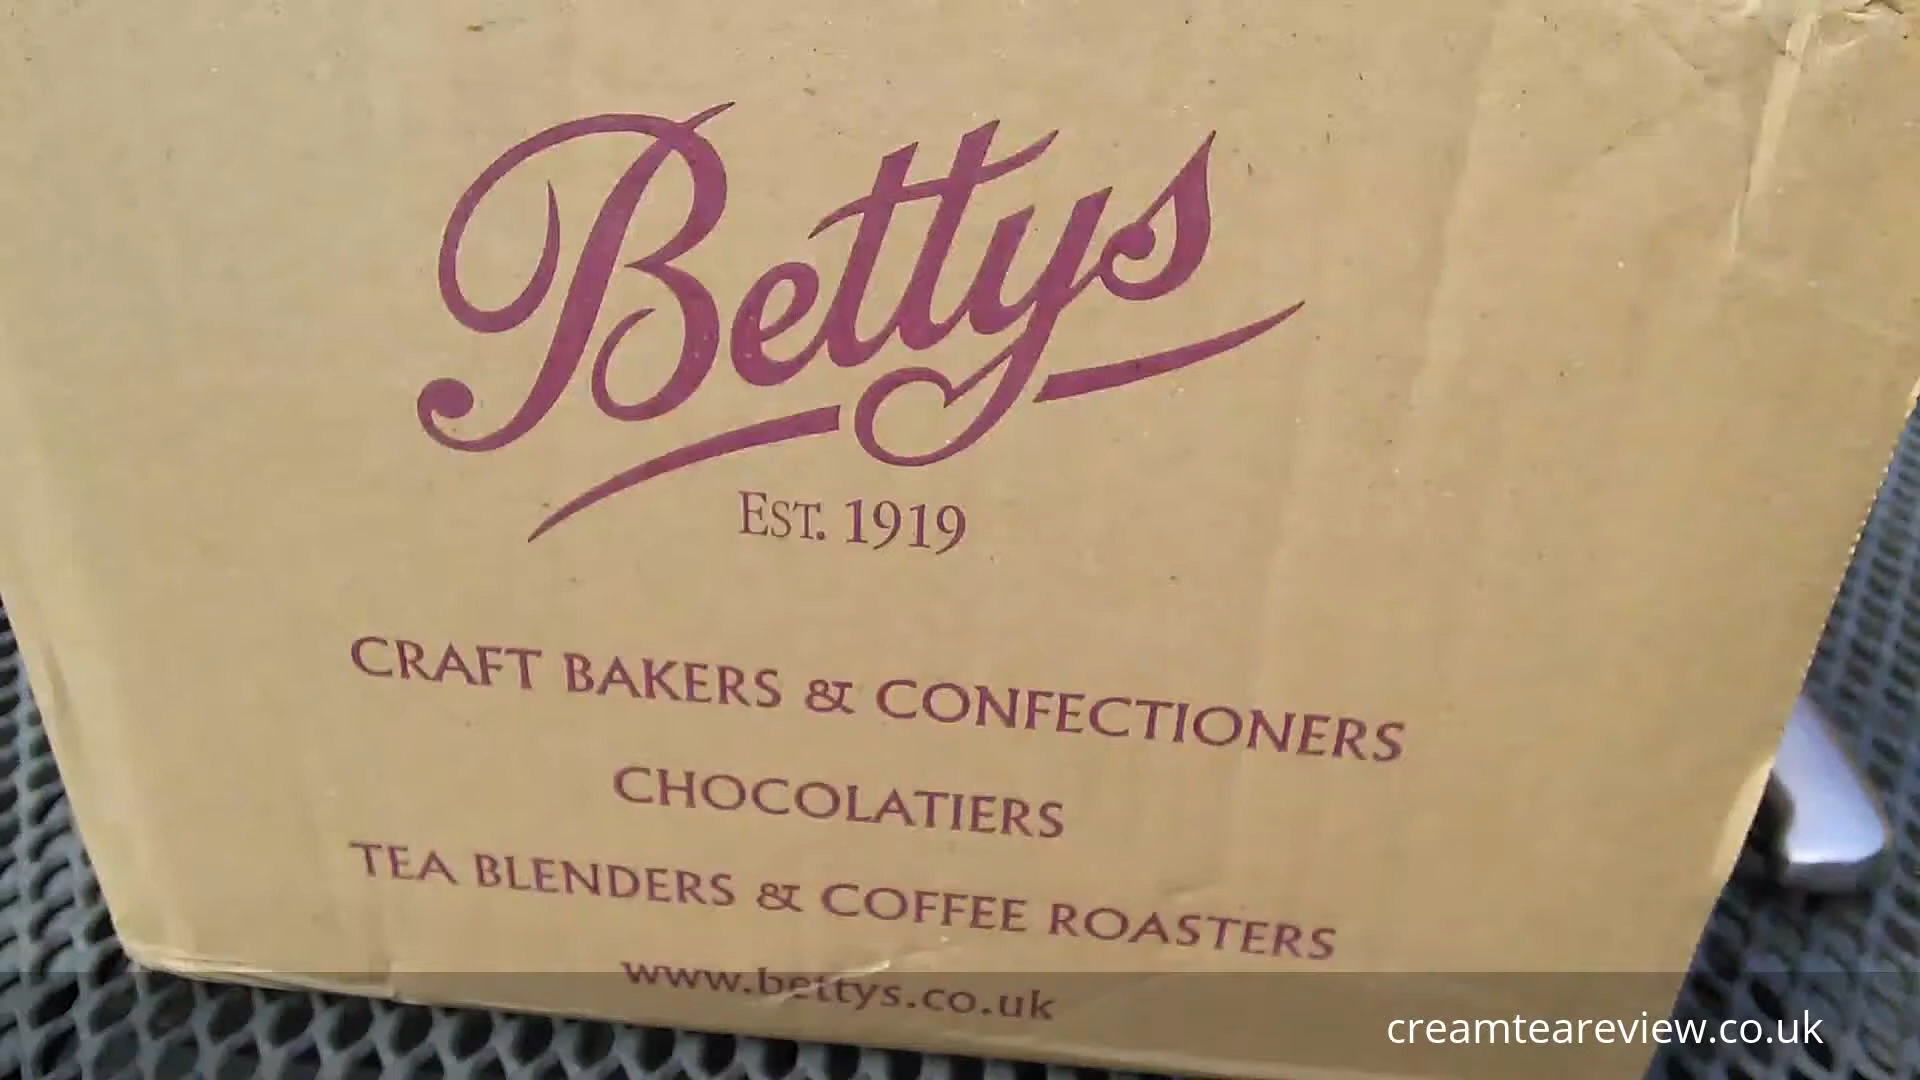 Bettys
EST. 1919
CRAFT BAKERS & CONFECTIONERS
CHOCOLATIERS
TEA BLENDERS & COFFEE ROASTERS
www.bettys.co.uk
creamteareview.co.uk